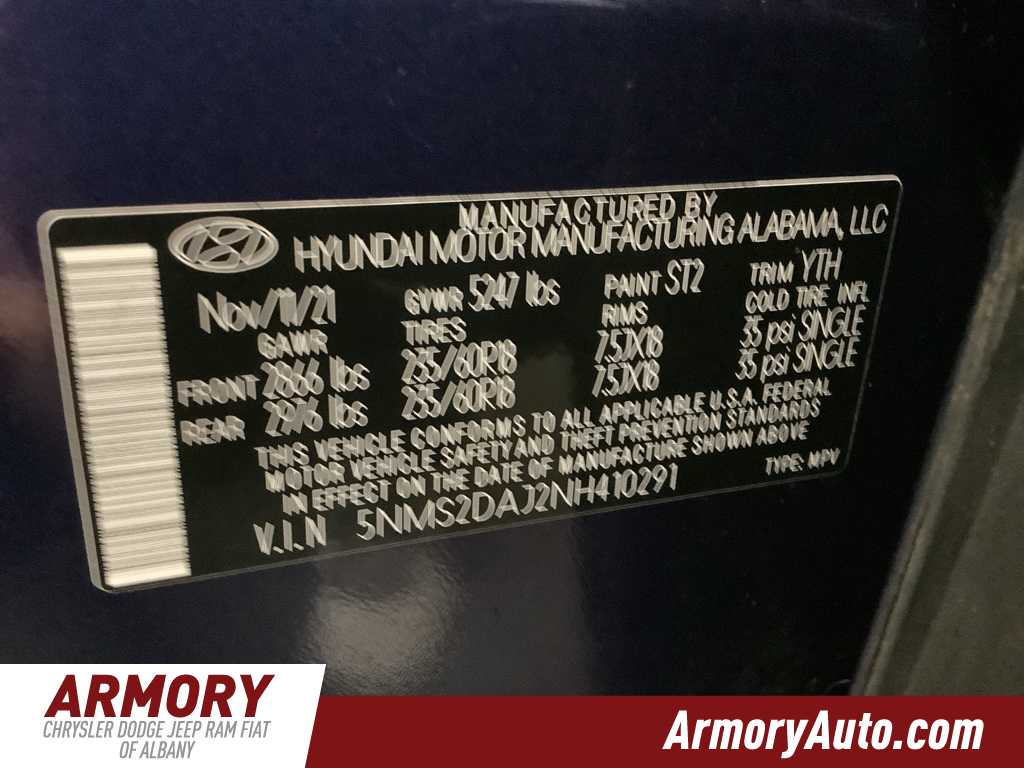 MANUFACTURED BY
HYUNDAI MOTOR MANUFACTURING ALABAMA, LLC
Nov/11/21 GVWR 5247 lbs PAINT ST2 TRIM YTH
GAWR TIRES RIMS COLD TIRE INFL
FRONT 2866 lbs 235/60R18 7.5JX18 35 psi SINGLE
REAR 2976 lbs 235/60R18 7.5JX18 35 psi SINGLE
THIS VEHICLE CONFORMS TO ALL APPLICABLE U.S.A. FEDERAL
MOTOR VEHICLE SAFETY AND THEFT PREVENTION STANDARDS
IN EFFECT ON THE DATE OF MANUFACTURE SHOWN ABOVE
V.I.N 5NMS2DAJ2NH410291 TYPE: MPV
ARMORY
CHRYSLER DODGE JEEP RAM FIAT
OF ALBANY
ArmoryAuto.com